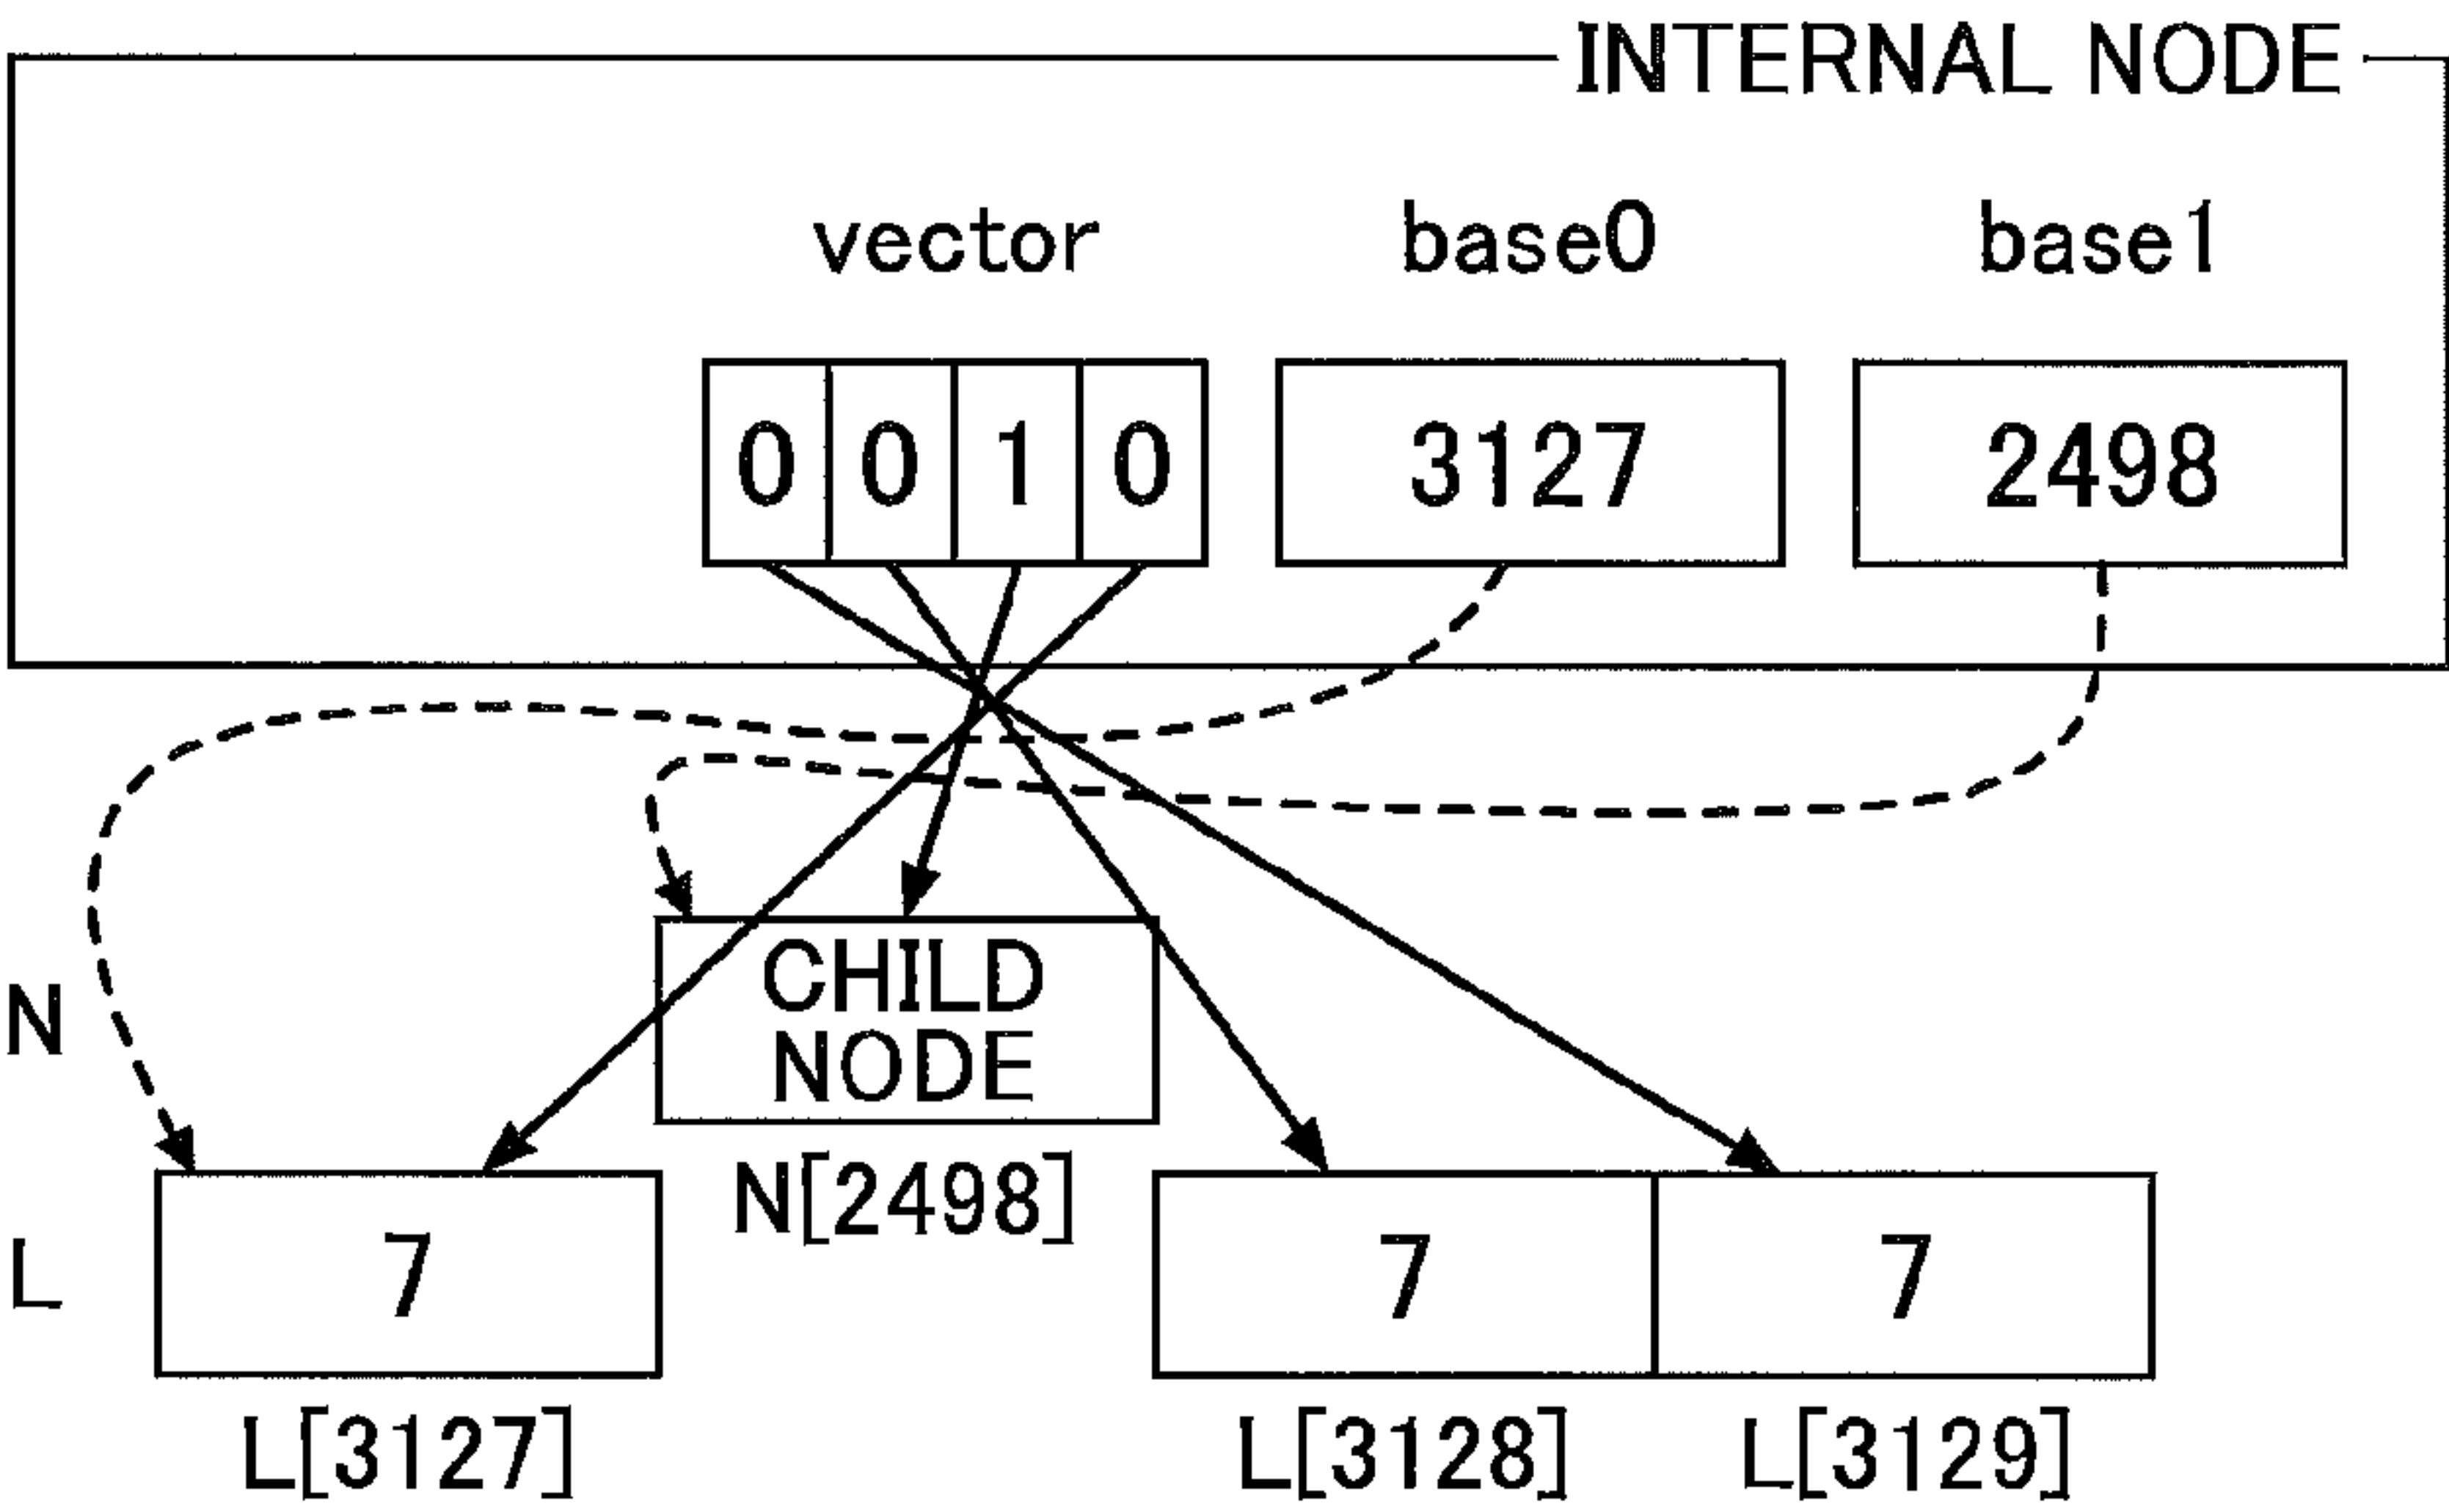 INTERNAL NODE
vector base0 base1
0 0 1 0 3127 2498
N CHILD
NODE
N[2498]
L 7 7 7
L[3127] L[3128] L[3129]